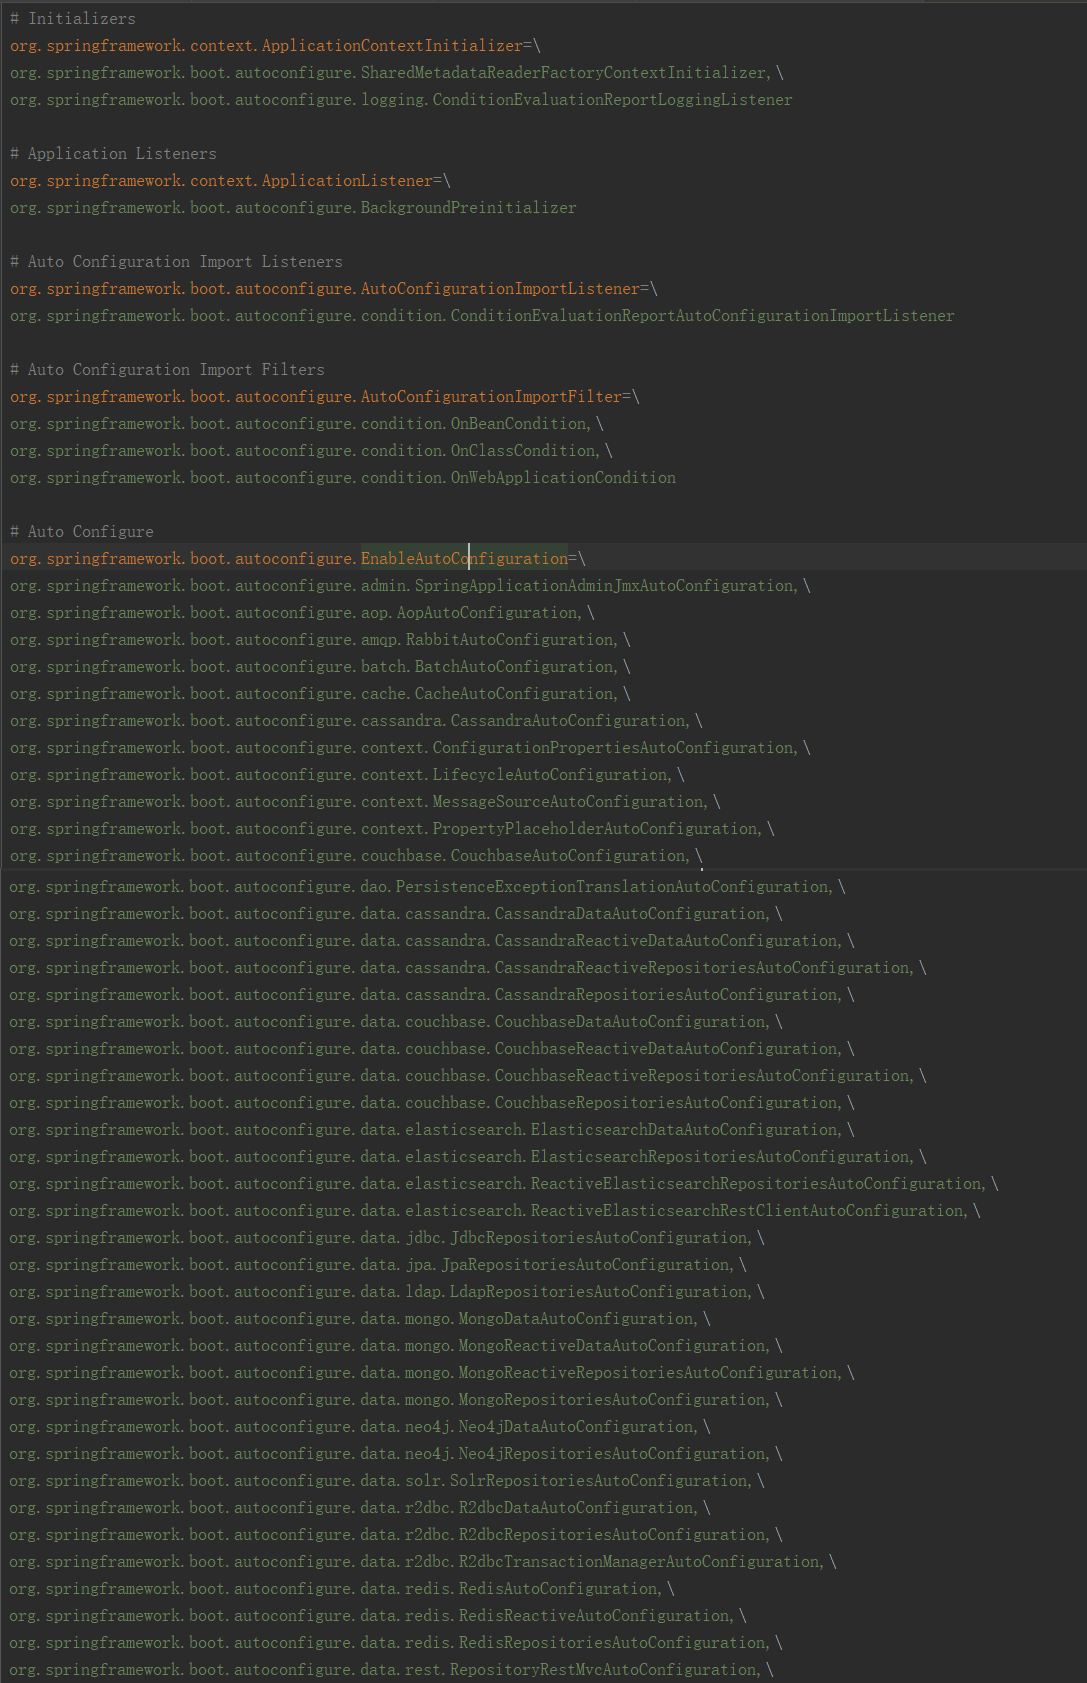 # Initializers
org.springframework.context.ApplicationContextInitializer=\
org.springframework.boot.autoconfigure.SharedMetadataReaderFactoryContextInitializer,\
org.springframework.boot.autoconfigure.logging.ConditionEvaluationReportLoggingListener
# Application Listeners
org.springframework.context.ApplicationListener=\
org.springframework.boot.autoconfigure.BackgroundPreinitializer
# Auto Configuration Import Listeners
org.springframework.boot.autoconfigure.AutoConfigurationImportListener=\
org.springframework.boot.autoconfigure.condition.ConditionEvaluationReportAutoConfigurationImportListener
# Auto Configuration Import Filters
org.springframework.boot.autoconfigure.AutoConfigurationImportFilter=\
org.springframework.boot.autoconfigure.condition.OnBeanCondition,\
org.springframework.boot.autoconfigure.condition.OnClassCondition,\
org.springframework.boot.autoconfigure.condition.OnWebApplicationCondition
# Auto Configure
org.springframework.boot.autoconfigure.EnableAutoConfiguration=\
org.springframework.boot.autoconfigure.admin.SpringApplicationAdminJmxAutoConfiguration,\
org.springframework.boot.autoconfigure.aop.AopAutoConfiguration,\
org.springframework.boot.autoconfigure.amqp.RabbitAutoConfiguration,\
org.springframework.boot.autoconfigure.batch.BatchAutoConfiguration,\
org.springframework.boot.autoconfigure.cache.CacheAutoConfiguration,\
org.springframework.boot.autoconfigure.cassandra.CassandraAutoConfiguration,\
org.springframework.boot.autoconfigure.context.ConfigurationPropertiesAutoConfiguration,\
org.springframework.boot.autoconfigure.context.LifecycleAutoConfiguration,\
org.springframework.boot.autoconfigure.context.MessageSourceAutoConfiguration,\
org.springframework.boot.autoconfigure.context.PropertyPlaceholderAutoConfiguration,\
org.springframework.boot.autoconfigure.couchbase.CouchbaseAutoConfiguration,\
org.springframework.boot.autoconfigure.dao.PersistenceExceptionTranslationAutoConfiguration,\
org.springframework.boot.autoconfigure.data.cassandra.CassandraDataAutoConfiguration,\
org.springframework.boot.autoconfigure.data.cassandra.CassandraReactiveDataAutoConfiguration,\
org.springframework.boot.autoconfigure.data.cassandra.CassandraReactiveRepositoriesAutoConfiguration,\
org.springframework.boot.autoconfigure.data.cassandra.CassandraRepositoriesAutoConfiguration,\
org.springframework.boot.autoconfigure.data.couchbase.CouchbaseDataAutoConfiguration,\
org.springframework.boot.autoconfigure.data.couchbase.CouchbaseReactiveDataAutoConfiguration,\
org.springframework.boot.autoconfigure.data.couchbase.CouchbaseReactiveRepositoriesAutoConfiguration,\
org.springframework.boot.autoconfigure.data.couchbase.CouchbaseRepositoriesAutoConfiguration,\
org.springframework.boot.autoconfigure.data.elasticsearch.ElasticsearchDataAutoConfiguration,\
org.springframework.boot.autoconfigure.data.elasticsearch.ElasticsearchRepositoriesAutoConfiguration,\
org.springframework.boot.autoconfigure.data.elasticsearch.ReactiveElasticsearchRepositoriesAutoConfiguration,\
org.springframework.boot.autoconfigure.data.elasticsearch.ReactiveElasticsearchRestClientAutoConfiguration,\
org.springframework.boot.autoconfigure.data.jdbc.JdbcRepositoriesAutoConfiguration,\
org.springframework.boot.autoconfigure.data.jpa.JpaRepositoriesAutoConfiguration,\
org.springframework.boot.autoconfigure.data.ldap.LdapRepositoriesAutoConfiguration,\
org.springframework.boot.autoconfigure.data.mongo.MongoDataAutoConfiguration,\
org.springframework.boot.autoconfigure.data.mongo.MongoReactiveDataAutoConfiguration,\
org.springframework.boot.autoconfigure.data.mongo.MongoReactiveRepositoriesAutoConfiguration,\
org.springframework.boot.autoconfigure.data.mongo.MongoRepositoriesAutoConfiguration,\
org.springframework.boot.autoconfigure.data.neo4j.Neo4jDataAutoConfiguration,\
org.springframework.boot.autoconfigure.data.neo4j.Neo4jRepositoriesAutoConfiguration,\
org.springframework.boot.autoconfigure.data.solr.SolrRepositoriesAutoConfiguration,\
org.springframework.boot.autoconfigure.data.r2dbc.R2dbcDataAutoConfiguration,\
org.springframework.boot.autoconfigure.data.r2dbc.R2dbcRepositoriesAutoConfiguration,\
org.springframework.boot.autoconfigure.data.r2dbc.R2dbcTransactionManagerAutoConfiguration,\
org.springframework.boot.autoconfigure.data.redis.RedisAutoConfiguration,\
org.springframework.boot.autoconfigure.data.redis.RedisReactiveAutoConfiguration,\
org.springframework.boot.autoconfigure.data.redis.RedisRepositoriesAutoConfiguration,\
org.springframework.boot.autoconfigure.data.rest.RepositoryRestMvcAutoConfiguration,\